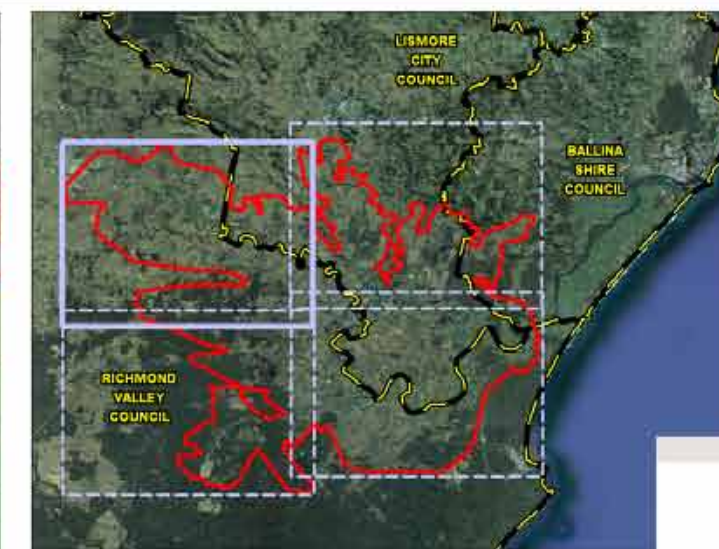 LISMORE
CITY
COUNCIL
BALLINA
SHIRE
COUNCIL
RICHMOND
VALLEY
COUNCIL